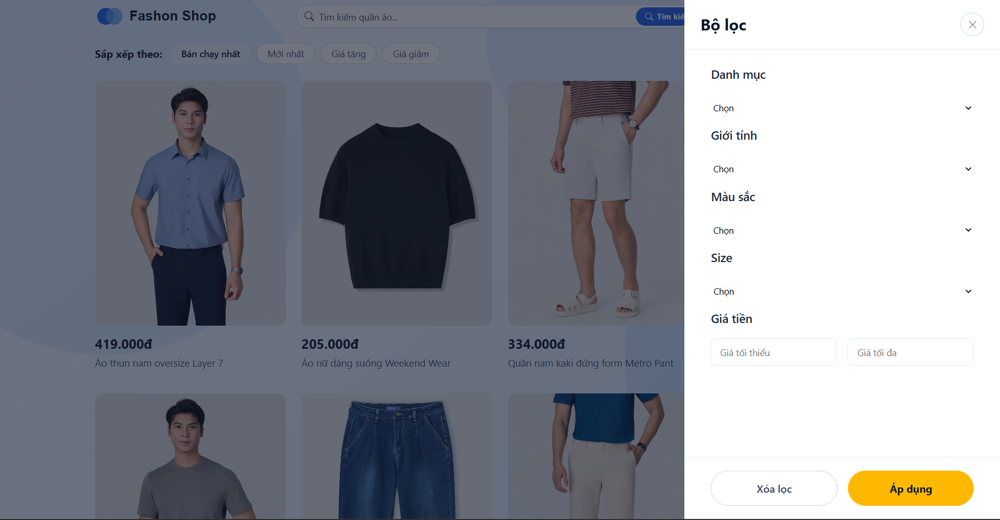 Fashon Shop
Tìm kiếm quần áo...
Tìm kiế
Sắp xếp theo:
Bán chạy nhất
Mới nhất
Giá tăng
Giá giảm
419.000đ
Áo thun nam oversize Layer 7
205.000đ
Áo nữ dáng suông Weekend Wear
334.000đ
Quần nam kaki đứng form Metro Pant
Bộ lọc
Danh mục
Chọn
Giới tính
Chọn
Màu sắc
Chọn
Size
Chọn
Giá tiền
Giá tối thiểu
Giá tối đa
Xóa lọc
Áp dụng